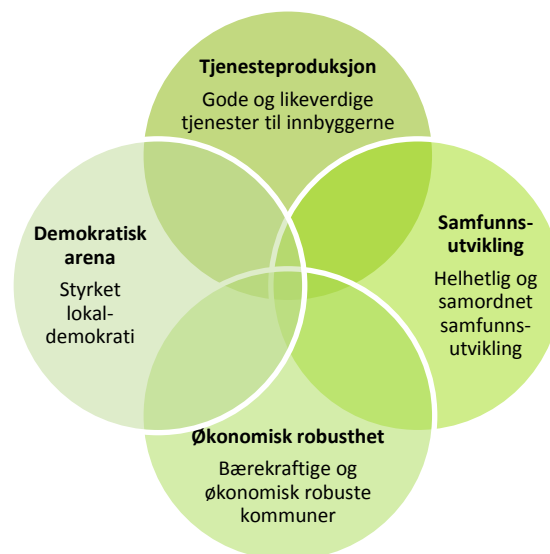 Tjenesteproduksjon
Gode og likeverdige
tjenester til innbyggerne
Demokratisk
arena
Styrket
lokal-
demokrati
Samfunns-
utvikling
Helhetlig og
samordnet
samfunns-
utvikling
Økonomisk robusthet
Bærekraftige og
økonomisk robuste
kommuner